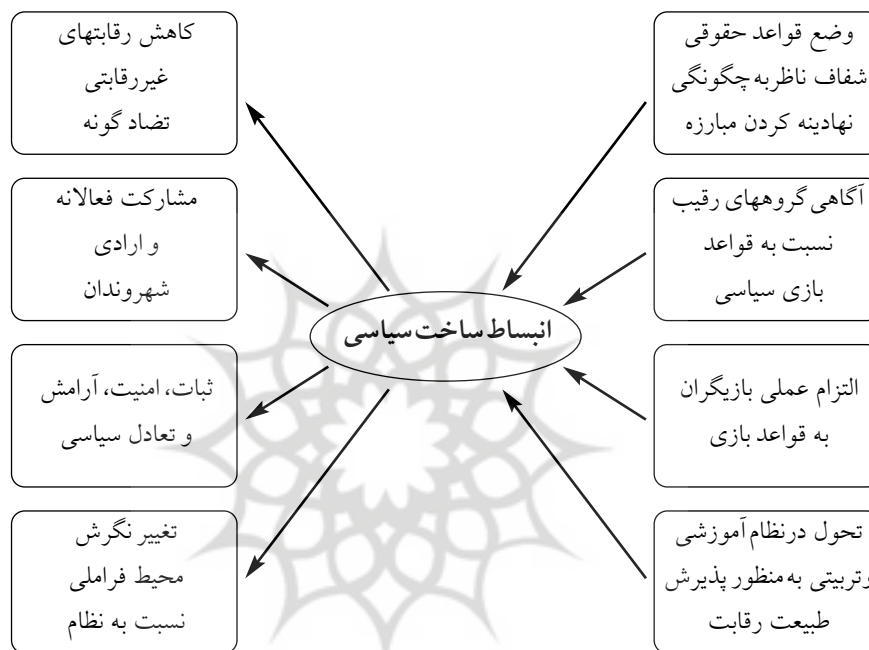 وضع قواعد حقوقی
شفاف ناظربه چگونگی
نهادینه کردن مبارزه
آگاهی گروههای رقیب
نسبت به قواعد
بازی سیاسی
التزام عملی بازیگران
به قواعد بازی
تحول درنظام آموزشی
وتربیتی به منظور پذیرش
طبیعت رقابت
انبساط ساخت سیاسی
کاهش رقابتهای
غیررقابتی
تضاد گونه
مشارکت فعالانه
و ارادی
شهروندان
ثبات، امنیت، آرامش
و تعادل سیاسی
تغییر نگرش
محیط فراملی
نسبت به نظام